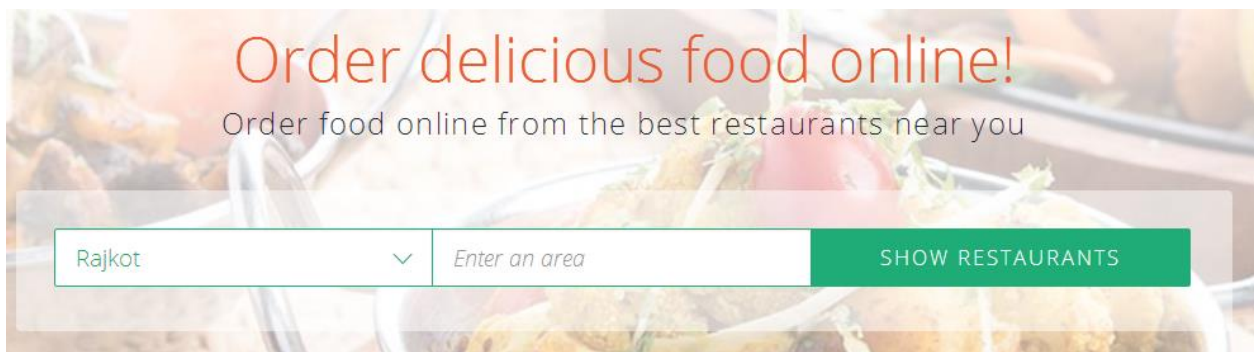 Order delicious food online!
Order food online from the best restaurants near you
Rajkot Enter an area SHOW RESTAURANTS